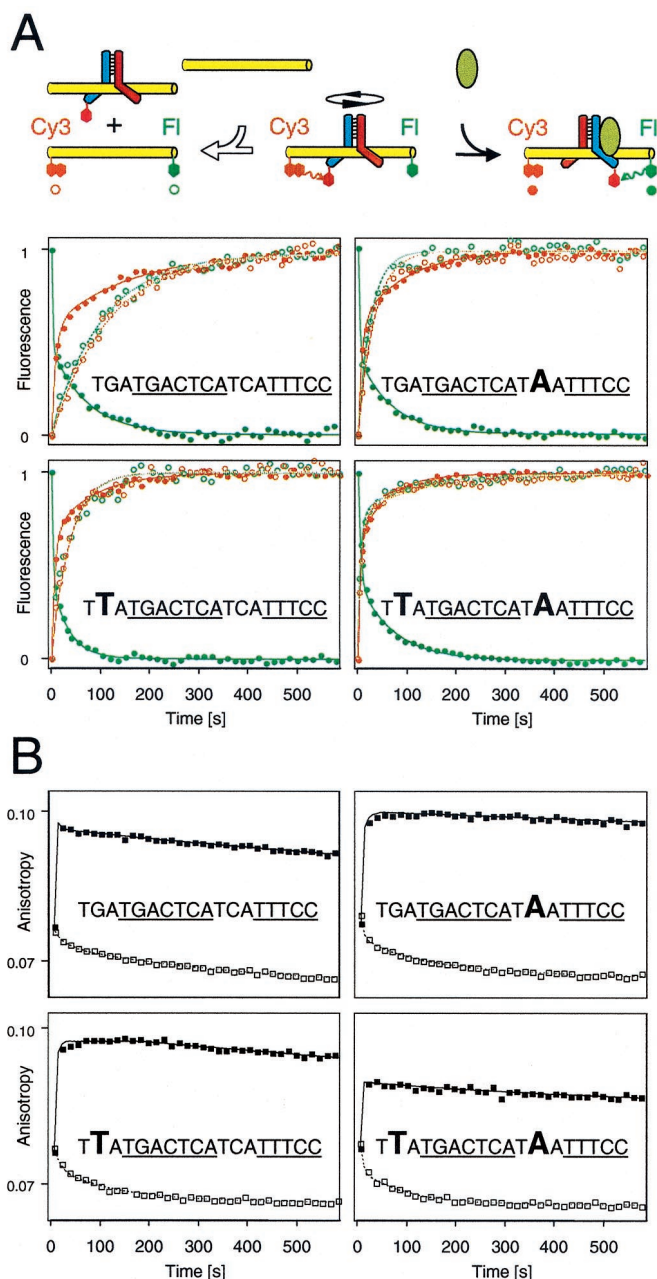 A
Cy3
Fl
Cy3
Fl
Cy3
Fl
+
1
Fluorescence
0
TGATGACTCATCATTTCC
TGATGACTCATAATTTCC
1
Fluorescence
0
TTATGACTCATCATTTCC
TTATGACTCATAATTTCC
0 100 200 300 400 500
Time [s]
0 100 200 300 400 500
Time [s]
B
0.10
Anisotropy
0.07
TGATGACTCATCATTTCC
TGATGACTCATAATTTCC
0.10
Anisotropy
0.07
TTATGACTCATCATTTCC
TTATGACTCATAATTTCC
0 100 200 300 400 500
Time [s]
0 100 200 300 400 500
Time [s]